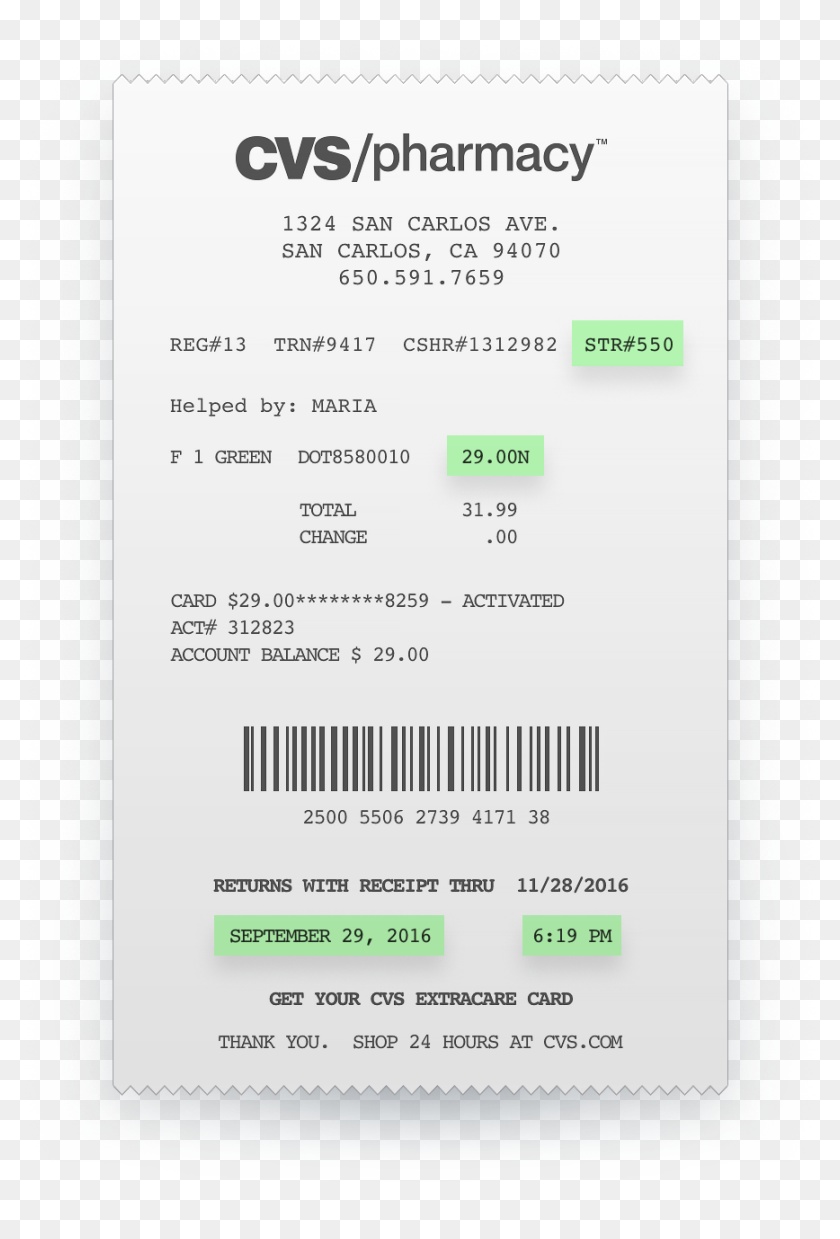 CVS/pharmacy™
1324 SAN CARLOS AVE.
SAN CARLOS, CA 94070
650.591.7659
REG#13 TRN#9417 CSHR#1312982 STR#550
Helped by: MARIA
F 1 GREEN DOT8580010 29.00N
TOTAL 31.99
CHANGE .00
CARD $29.00********8259 – ACTIVATED
ACT# 312823
ACCOUNT BALANCE $ 29.00
2500 5506 2739 4171 38
RETURNS WITH RECEIPT THRU 11/28/2016
SEPTEMBER 29, 2016 6:19 PM
GET YOUR CVS EXTRACARE CARD
THANK YOU. SHOP 24 HOURS AT CVS.COM